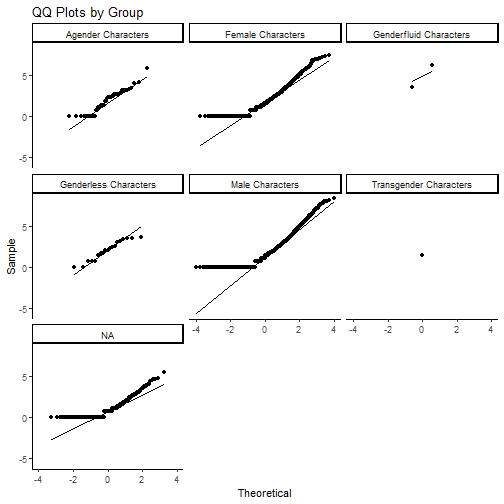 QQ Plots by Group
Agender Characters Female Characters Genderfluid Characters
5
0
-5
Genderless Characters Male Characters Transgender Characters
5
0
-5
-4 -2 0 2 4 -4 -2 0 2 4
NA
5
0
-5
-4 -2 0 2 4
Sample
Theoretical